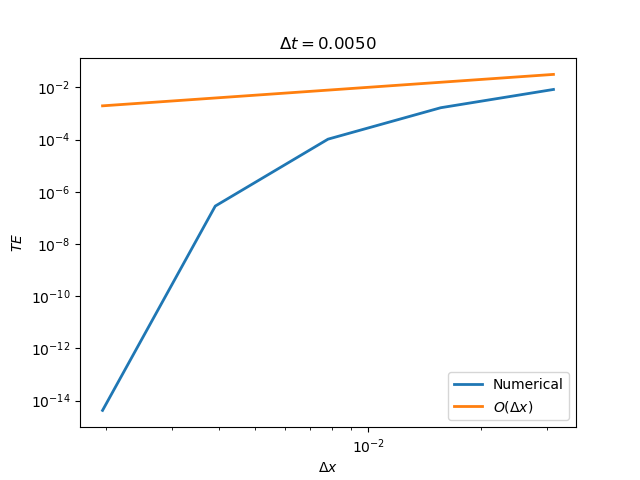 Δt = 0.0050
10⁻²
10⁻⁴
10⁻⁶
10⁻⁸
10⁻¹⁰
10⁻¹²
10⁻¹⁴
TE
Numerical
O(Δx)
10⁻²
Δx